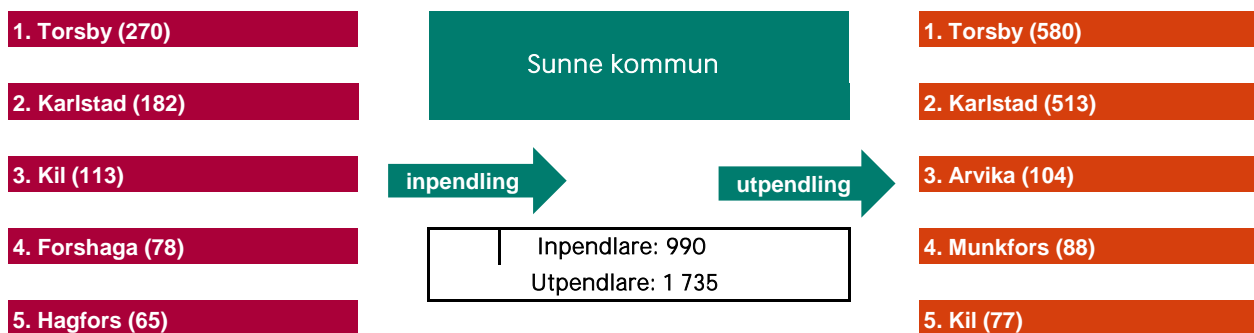 1. Torsby (270)
2. Karlstad (182)
3. Kil (113)
4. Forshaga (78)
5. Hagfors (65)
Sunne kommun
inpendling
utpendling
Inpendlare: 990
Utpendlare: 1 735
1. Torsby (580)
2. Karlstad (513)
3. Arvika (104)
4. Munkfors (88)
5. Kil (77)